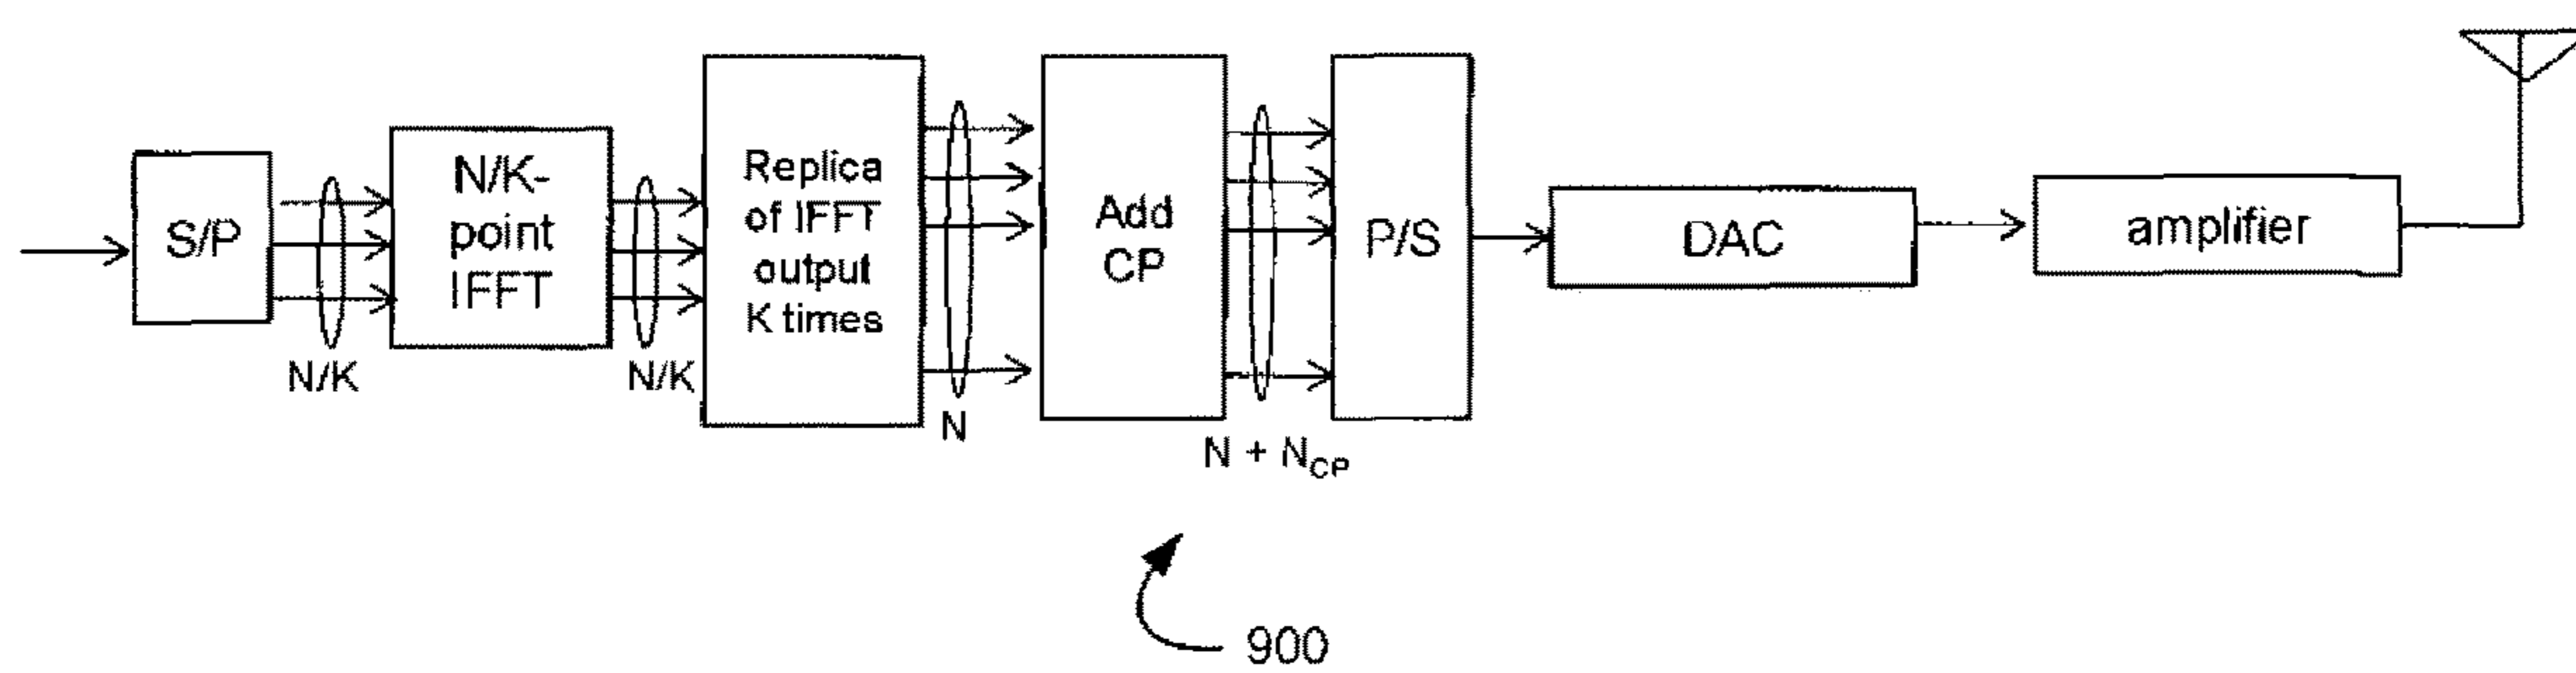 S/P
N/K
N/K-
point
IFFT
N/K
Replica
of IFFT
output
K times
N
Add
CP
N + NCP
P/S
DAC
amplifier
900